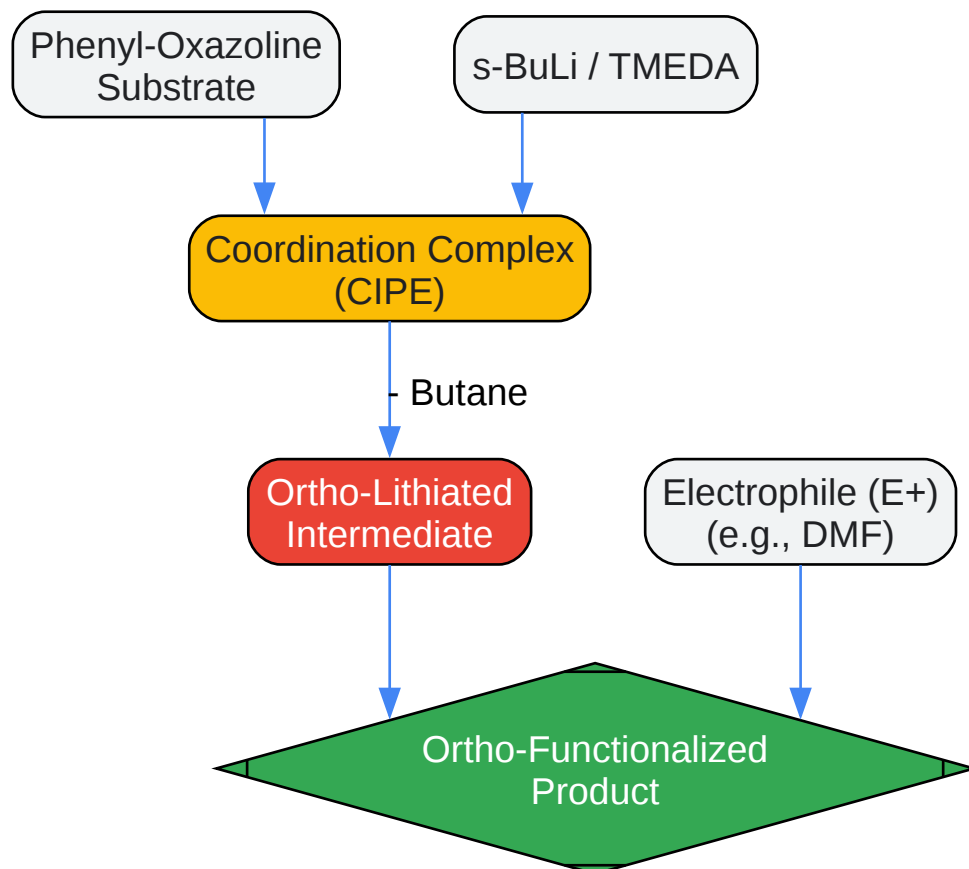 Phenyl-Oxazoline
Substrate
s-BuLi / TMEDA
Coordination Complex
(CIPE)
- Butane
Ortho-Lithiated
Intermediate
Electrophile (E+)
(e.g., DMF)
Ortho-Functionalized
Product